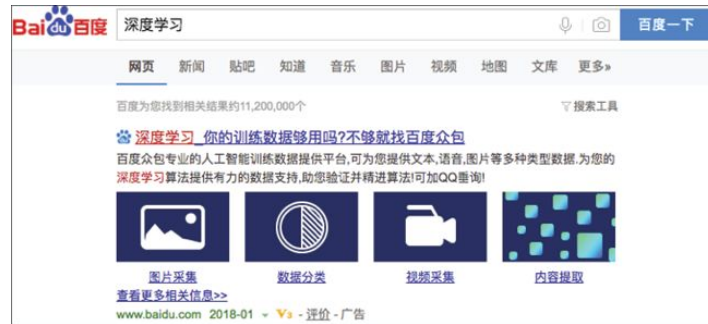 Bai du 百度 深度学习 百度一下
网页 新闻 贴吧 知道 音乐 图片 视频 地图 文库 更多»
百度为您找到相关结果约11,200,000个 搜索工具
深度学习_你的训练数据够用吗?不够就找百度众包
百度众包专业的人工智能训练数据提供平台,可为您提供文本,语音,图片等多种类型数据.为您的
深度学习算法提供有力的数据支持,助您验证并精进算法!可加QQ垂询!
图片采集 数据分类 视频采集 内容提取
查看更多相关信息>>
www.baidu.com 2018-01 V3 - 评价 - 广告